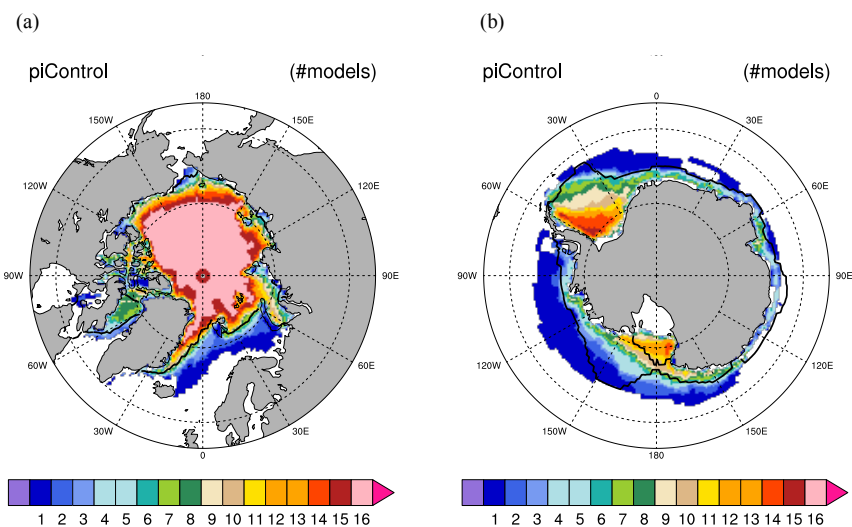 (a)
(b)
piControl (#models)
piControl (#models)
180
150W 150E
120W 120E
90W 90E
60W 60E
30W 30E
0
0
30W 30E
60W 60E
90W 90E
120W 120E
150W 150E
180
1 2 3 4 5 6 7 8 9 10 11 12 13 14 15 16
1 2 3 4 5 6 7 8 9 10 11 12 13 14 15 16